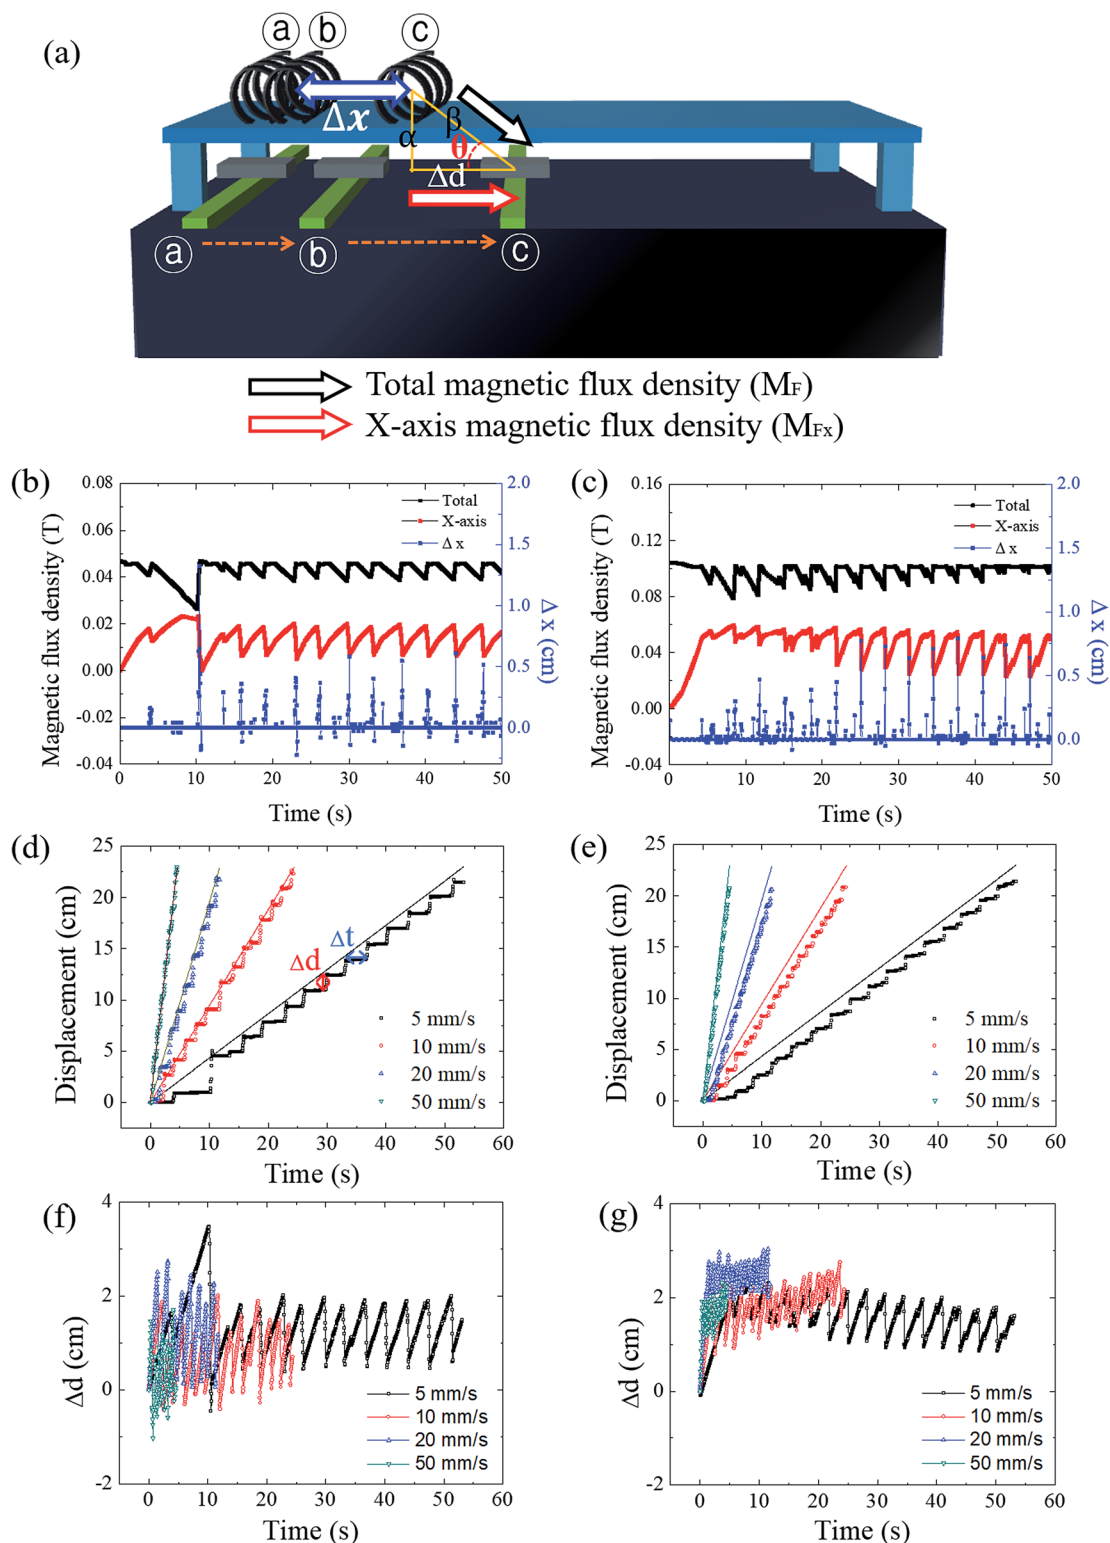 (a)
ⓐ ⓑ ⓒ
Δx
α β θ
Δd
ⓐ ⓑ ⓒ
Total magnetic flux density (MF)
X-axis magnetic flux density (MFx)
(b)
Magnetic flux density (T)
0.08
0.06
0.04
0.02
0.00
-0.02
-0.04
Total
X-axis
Δ x
2.0
1.5
1.0
0.5
0.0
Δ x (cm)
0 10 20 30 40 50
Time (s)
(c)
Magnetic flux density (T)
0.16
0.12
0.08
0.04
0.00
-0.04
Total
X-axis
Δ x
2.0
1.5
1.0
0.5
0.0
Δ x (cm)
0 10 20 30 40 50
Time (s)
(d)
Displacement (cm)
25
20
15
10
5
0
Δt
Δd
5 mm/s
10 mm/s
20 mm/s
50 mm/s
0 10 20 30 40 50 60
Time (s)
(e)
Displacement (cm)
25
20
15
10
5
0
5 mm/s
10 mm/s
20 mm/s
50 mm/s
0 10 20 30 40 50 60
Time (s)
(f)
Δd (cm)
4
2
0
-2
5 mm/s
10 mm/s
20 mm/s
50 mm/s
0 10 20 30 40 50 60
Time (s)
(g)
Δd (cm)
4
2
0
-2
5 mm/s
10 mm/s
20 mm/s
50 mm/s
0 10 20 30 40 50 60
Time (s)